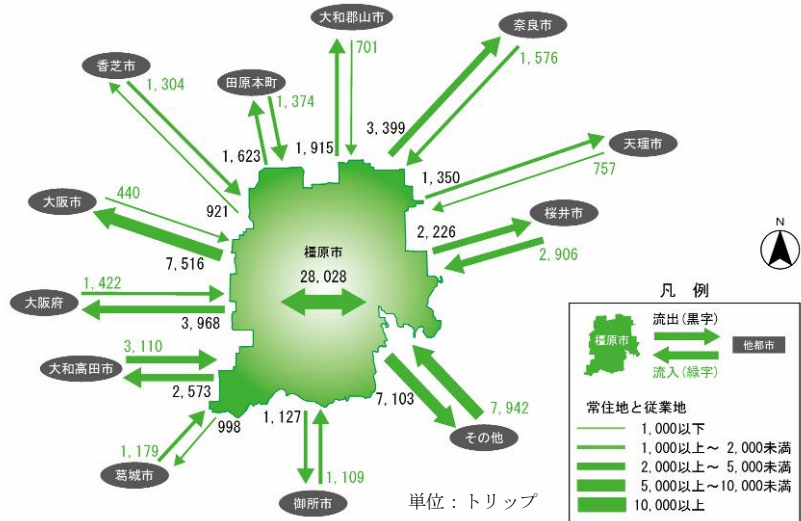 大和郡山市
奈良市
701
1,576
香芝市
1,304
田原本町
1,374
3,399
1,915
天理市
1,623
1,350
757
440
大阪市
921
桜井市
2,226
2,906
7,516
橿原市
28,028
N
1,422
大阪府
3,968
3,110
大和高田市
2,573
7,103
7,942
998
1,127
その他
1,179
葛城市
1,109
御所市
単位:トリップ
凡 例
流出(黒字)
橿原市
他都市
流入(緑字)
常住地と従業地
1,000以下
1,000以上~ 2,000未満
2,000以上~ 5,000未満
5,000以上~10,000未満
10,000以上